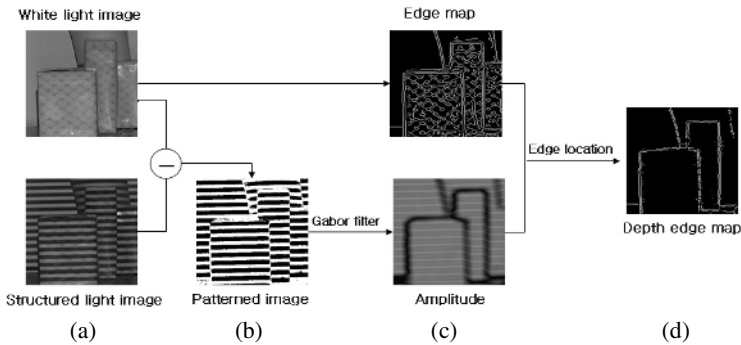 White light image
Edge map
Edge location
Gabor filter
Depth edge map
Structured light image
Patterned image
Amplitude
(a)
(b)
(c)
(d)